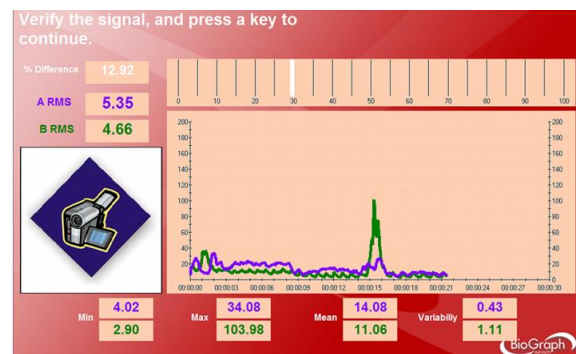 Verify the signal, and press a key to
continue.
% Difference 12.92
0 10 20 30 40 50 60 70 80 90 100
A RMS 5.35
B RMS 4.66
200 200
180 180
160 160
140 140
120 120
100 100
80 80
60 60
40 40
20 20
0 0
00:00:00 00:00:03 00:00:06 00:00:09 00:00:12 00:00:15 00:00:18 00:00:21 00:00:24 00:00:27 00:00:30
Min 4.02 Max 34.08 Mean 14.08 Variabiliy 0.43
2.90 103.98 11.06 1.11
BioGraph